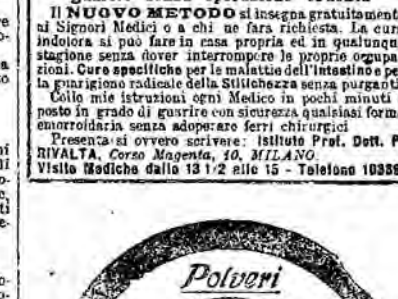 Il NUOVO METODO si insegna gratuitamente
ai Signori Medici o a chi ne fara richiesta. La cura
indolora si può fare in casa propria ed in qualunque
stagione senza dover interrompere le proprie occupa
zioni. Cure specifiche per le malattie dell'Intestino e pe
la guarigione radicale della Stitichezza senza purganti
Colle mie istruzioni ogni Medico in pochi minuti
posto in grado di guarire con sicurezza qualsiasi form
emorroidaria senza adoperare ferri chirurgici
Presentarsi ovvero scrivere: Istituto Prof. Dott. P
RIVALTA, Corso Magenta, 10, MILANO.
Visite Mediche dalle 13 1/2 alle 15 - Telefono 10339
Polveri